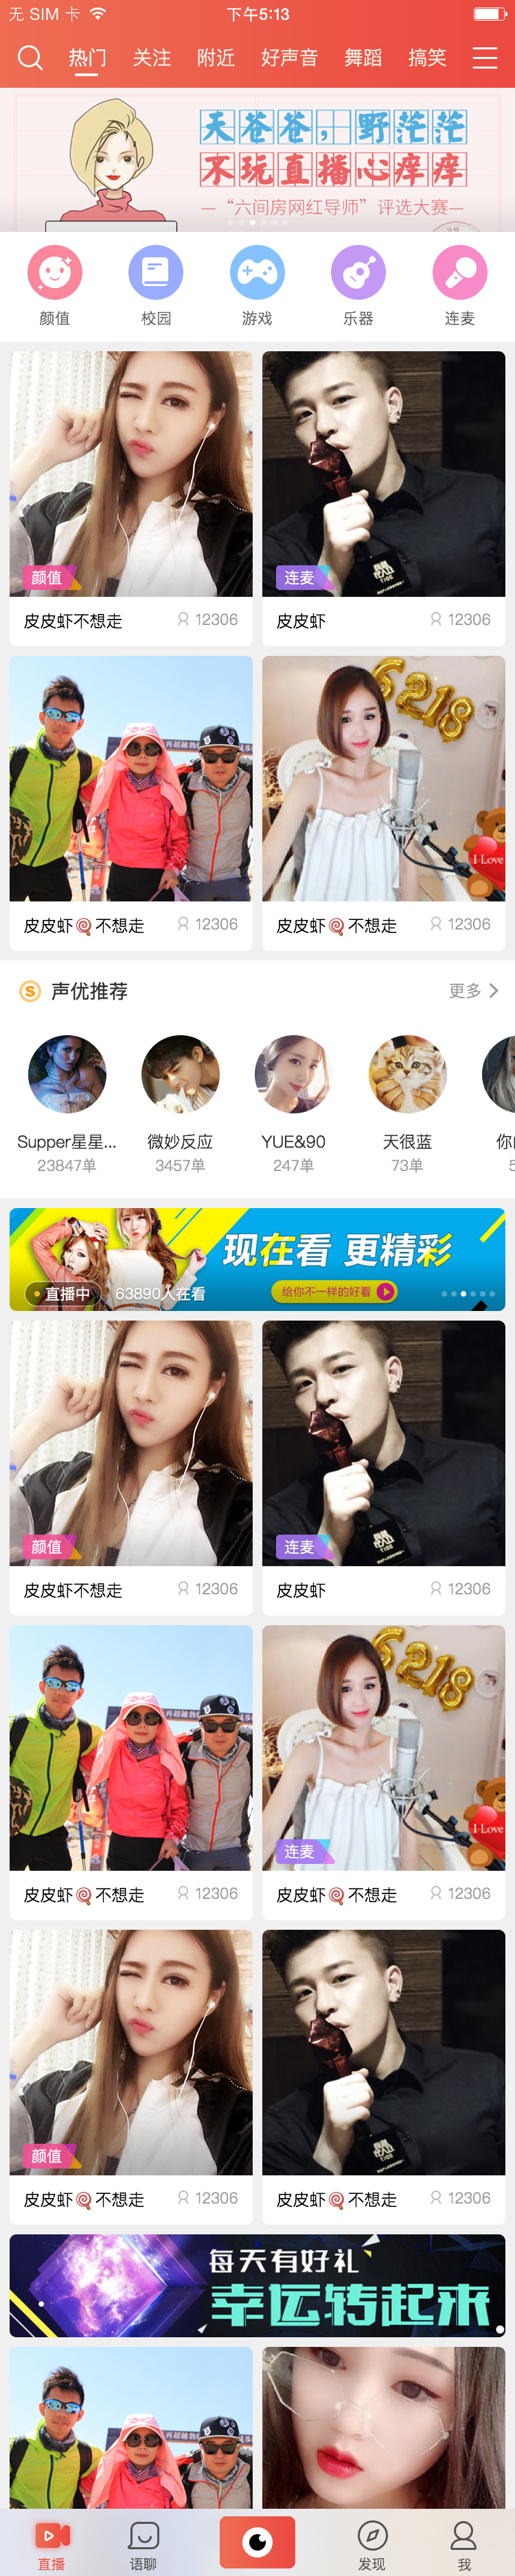 无 SIM 卡 下午5:13
热门 关注 附近 好声音 舞蹈 搞笑
天苍苍,野茫茫
不玩直播心痒痒
—“六间房网红导师”评选大赛—
颜值 校园 游戏 乐器 连麦
颜值 连麦
皮皮虾不想走 12306 皮皮虾 12306
6218
I Love
皮皮虾🍭不想走 12306 皮皮虾🍭不想走 12306
S 声优推荐 更多
Supper星星... 微妙反应 YUE&90 天很蓝
23847单 3457单 247单 73单
现在看 更精彩
直播中 63890人在看 给你不一样的好看
颜值 连麦
皮皮虾不想走 12306 皮皮虾 12306
6218
I Love
连麦
皮皮虾🍭不想走 12306 皮皮虾🍭不想走 12306
颜值
皮皮虾🍭不想走 12306 皮皮虾🍭不想走 12306
每天有好礼
幸运转起来
直播 语聊 发现 我